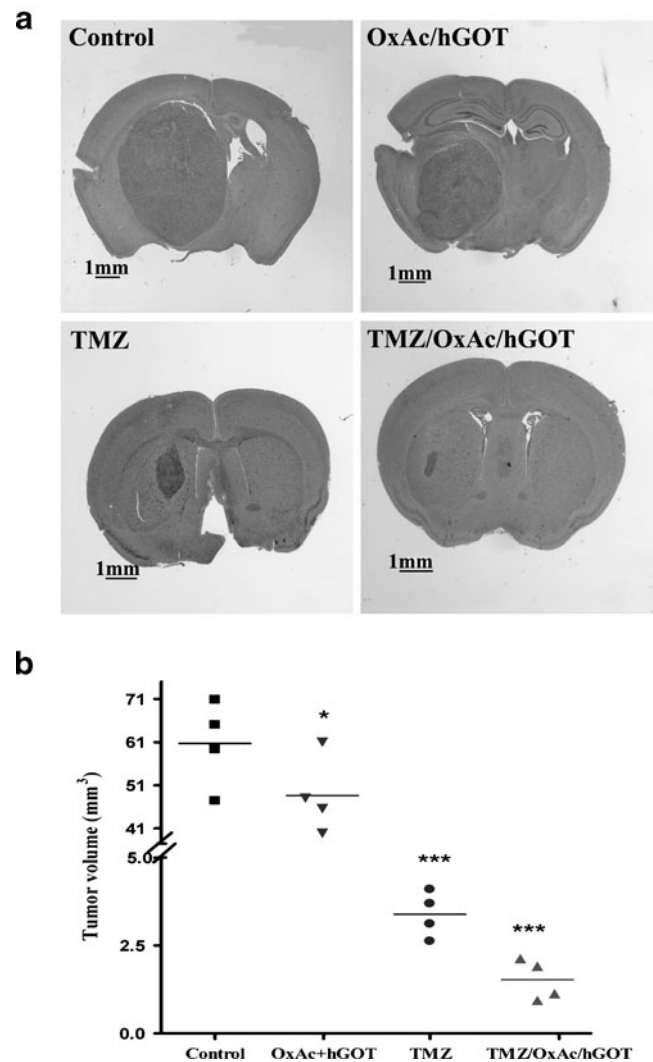 a
Control
OxAc/hGOT
1mm
1mm
TMZ
TMZ/OxAc/hGOT
1mm
1mm
b
Tumor volume (mm³)
71
61
51
41
5.0
2.5
0.0
*
***
***
Control
OxAc+hGOT
TMZ
TMZ/OxAc/hGOT